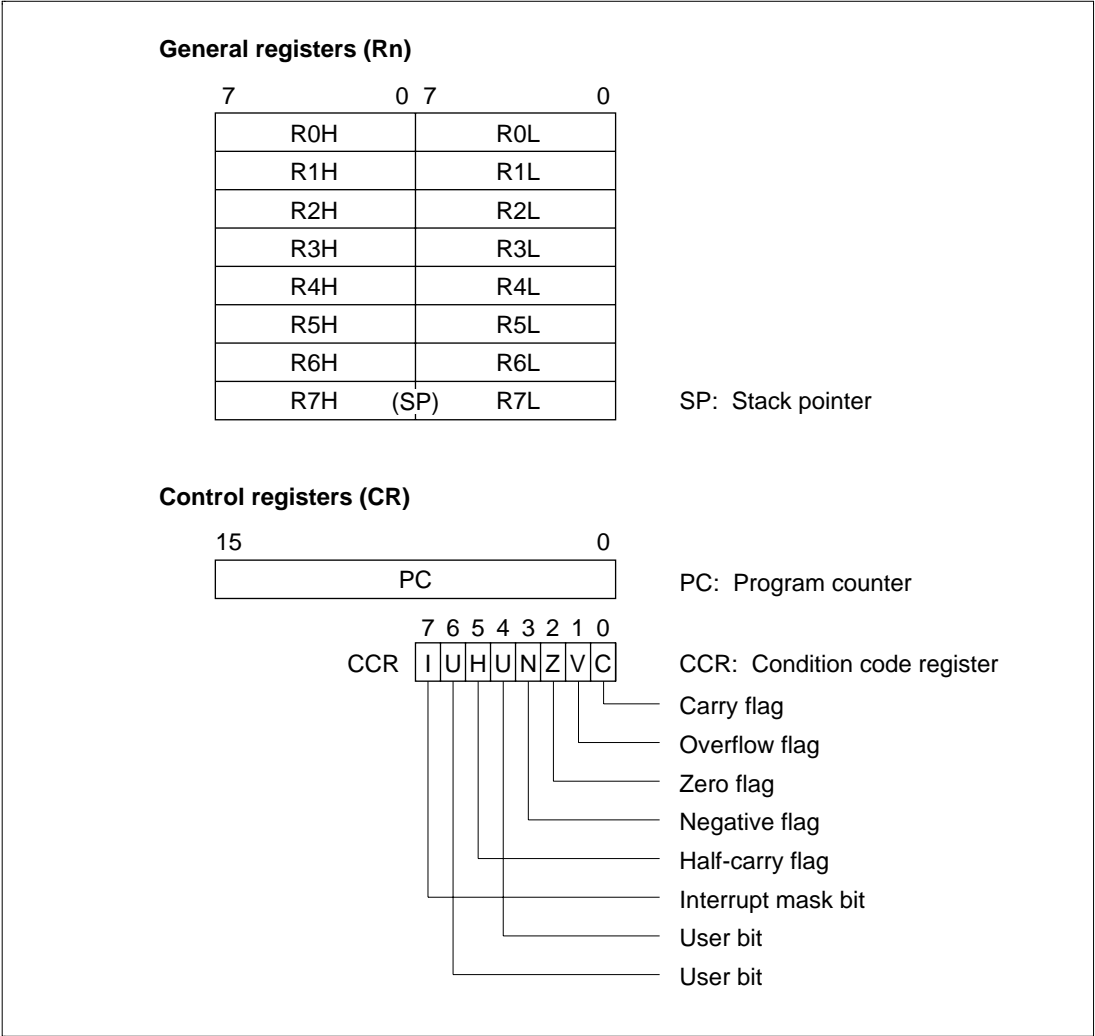 General registers (Rn)
7 0 7 0
R0H R0L
R1H R1L
R2H R2L
R3H R3L
R4H R4L
R5H R5L
R6H R6L
R7H (SP) R7L SP: Stack pointer
Control registers (CR)
15 0
PC PC: Program counter
7 6 5 4 3 2 1 0
CCR I U H U N Z V C CCR: Condition code register
Carry flag
Overflow flag
Zero flag
Negative flag
Half-carry flag
Interrupt mask bit
User bit
User bit